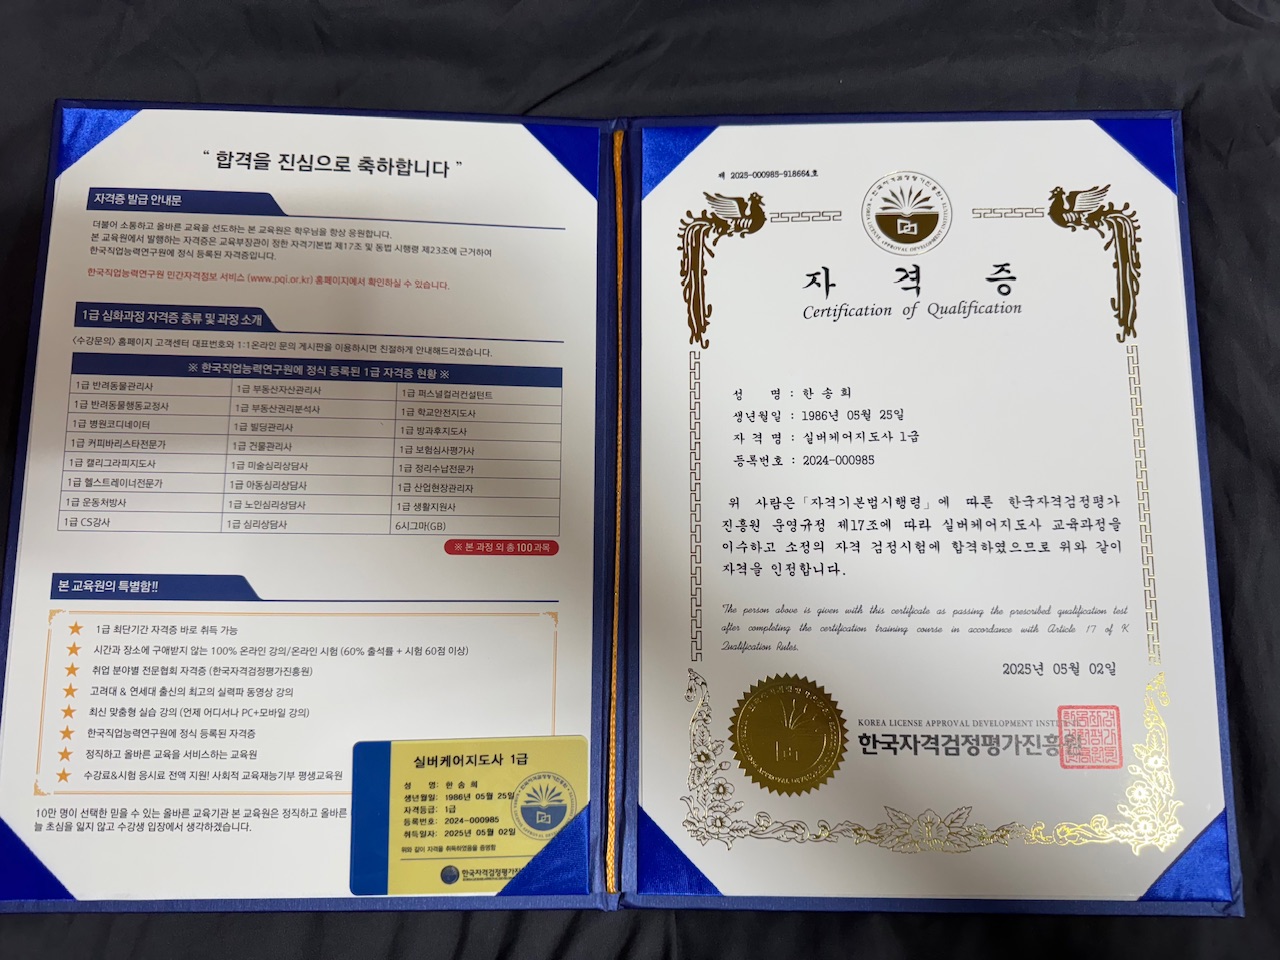 “ 합격을 진심으로 축하합니다 ”
자격증 발급 안내문
더불어 소통하고 올바른 교육을 선도하는 본 교육원은 학우님을 항상 응원합니다.
본 교육원에서 발행하는 자격증은 교육부장관이 정한 자격기본법 제17조 및 동법 시행령 제23조에 근거하여
한국직업능력연구원에 정식 등록된 자격증입니다.
한국직업능력연구원 민간자격정보 서비스 (www.pqi.or.kr) 홈페이지에서 확인하실 수 있습니다.
1급 심화과정 자격증 종류 및 과정 소개
<수강문의> 홈페이지 고객센터 대표번호와 1:1온라인 문의 게시판을 이용하시면 친절하게 안내해드리겠습니다.
※ 한국직업능력연구원에 정식 등록된 1급 자격증 현황 ※
1급 반려동물관리사 1급 부동산자산관리사 1급 퍼스널컬러컨설턴트
1급 반려동물행동교정사 1급 부동산권리분석사 1급 학교안전지도사
1급 병원코디네이터 1급 빌딩관리사 1급 방과후지도사
1급 커피바리스타전문가 1급 건물관리사 1급 보험심사평가사
1급 캘리그라피지도사 1급 미술심리상담사 1급 정리수납전문가
1급 헬스트레이너전문가 1급 아동심리상담사 1급 산업현장관리자
1급 운동처방사 1급 노인심리상담사 1급 생활지원사
1급 CS강사 1급 심리상담사 6시그마(GB)
※ 본 과정 외 총 100과목
본 교육원의 특별함!!
1급 최단기간 자격증 바로 취득 가능
시간과 장소에 구애받지 않는 100% 온라인 강의/온라인 시험 (60% 출석률 + 시험 60점 이상)
취업 분야별 전문협회 자격증 (한국자격검정평가진흥원)
고려대 & 연세대 출신의 최고의 실력파 동영상 강의
최신 맞춤형 실습 강의 (언제 어디서나 PC+모바일 강의)
한국직업능력연구원에 정식 등록된 자격증
정직하고 올바른 교육을 서비스하는 교육원
수강료&시험 응시료 전액 지원! 사회적 교육재능기부 평생교육원
10만 명이 선택한 믿을 수 있는 올바른 교육기관 본 교육원은 정직하고 올바른
늘 초심을 잃지 않고 수강생 입장에서 생각하겠습니다.
실버케어지도사 1급
성 명: 한 송 희
생년월일: 1986년 05월 25일
자격등급: 1급
등록번호: 2024-000985
취득일자: 2025년 05월 02일
위와 같이 자격을 취득하였음을 증명함
한국자격검정평가진
제 2025-000985-918664호
KOREA LICENSE APPROVAL DEVELOPMENT INSTITUTE
자 격 증
Certification of Qualification
성 명 : 한 송 희
생년월일 : 1986년 05월 25일
자 격 명 : 실버케어지도사 1급
등록번호 : 2024-000985
위 사람은「자격기본법시행령」에 따른 한국자격검정평가
진흥원 운영규정 제17조에 따라 실버케어지도사 교육과정을
이수하고 소정의 자격 검정시험에 합격하였으므로 위와 같이
자격을 인정합니다.
The person above is given with this certificate as passing the prescribed qualification test
after completing the certification training course in accordance with Article 17 of K
Qualification Rules.
2025년 05월 02일
KOREA LICENSE APPROVAL DEVELOPMENT INSTIT
한국자격검정평가진흥원